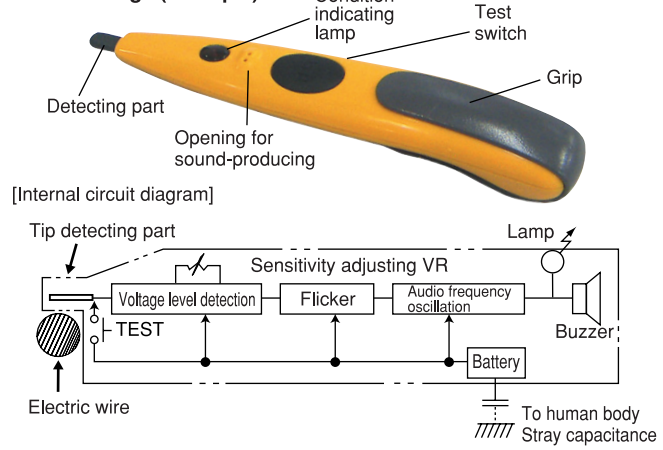 Condition
indicating
lamp
Test
switch
Grip
Detecting part
Opening for
sound-producing
[Internal circuit diagram]
Tip detecting part
Lamp
Sensitivity adjusting VR
Voltage level detection
Flicker
Audio frequency
oscillation
TEST
Buzzer
Battery
Electric wire
To human body
Stray capacitance